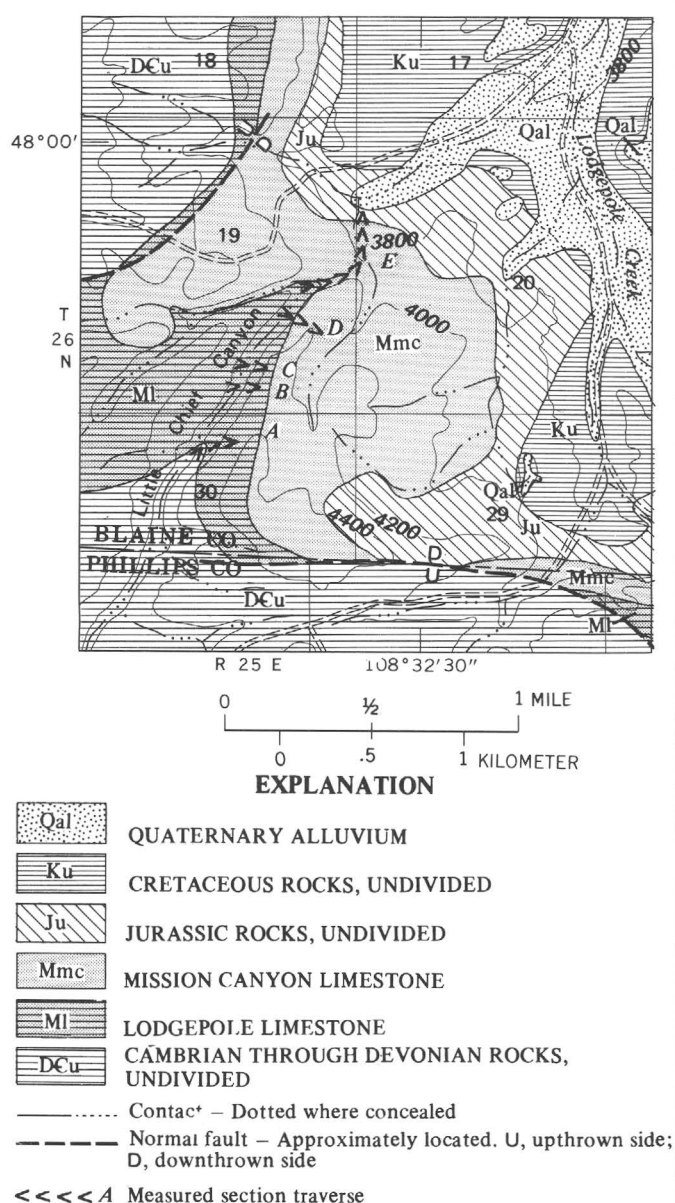 DЄu 18 Ku 17 3800
48°00' U D Ju Qal Qal Lodgepole Creek
19 3800 E 20
T 26 N
Little Chief Canyon D 4000 Mmc
C
B
Ml A Ku
30 4400 4200 Qal 29 Ju
BLAINE CO
PHILLIPS CO D U Mmc
DЄu Ml
R 25 E 108°32'30"
0 ½ 1 MILE
0 .5 1 KILOMETER
EXPLANATION
Qal QUATERNARY ALLUVIUM
Ku CRETACEOUS ROCKS, UNDIVIDED
Ju JURASSIC ROCKS, UNDIVIDED
Mmc MISSION CANYON LIMESTONE
Ml LODGEPOLE LIMESTONE
DЄu CAMBRIAN THROUGH DEVONIAN ROCKS,
UNDIVIDED
Contact – Dotted where concealed
Normal fault – Approximately located. U, upthrown side;
D, downthrown side
<<<< A Measured section traverse